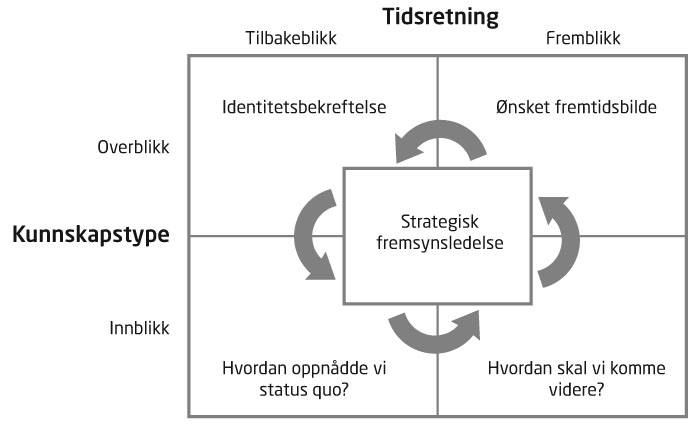 Tidsretning
Tilbakeblikk
Fremblikk
Identitetsbekreftelse
Ønsket fremtidsbilde
Overblikk
Strategisk
fremsynsledelse
Kunnskapstype
Innblikk
Hvordan oppnådde vi
status quo?
Hvordan skal vi komme
videre?